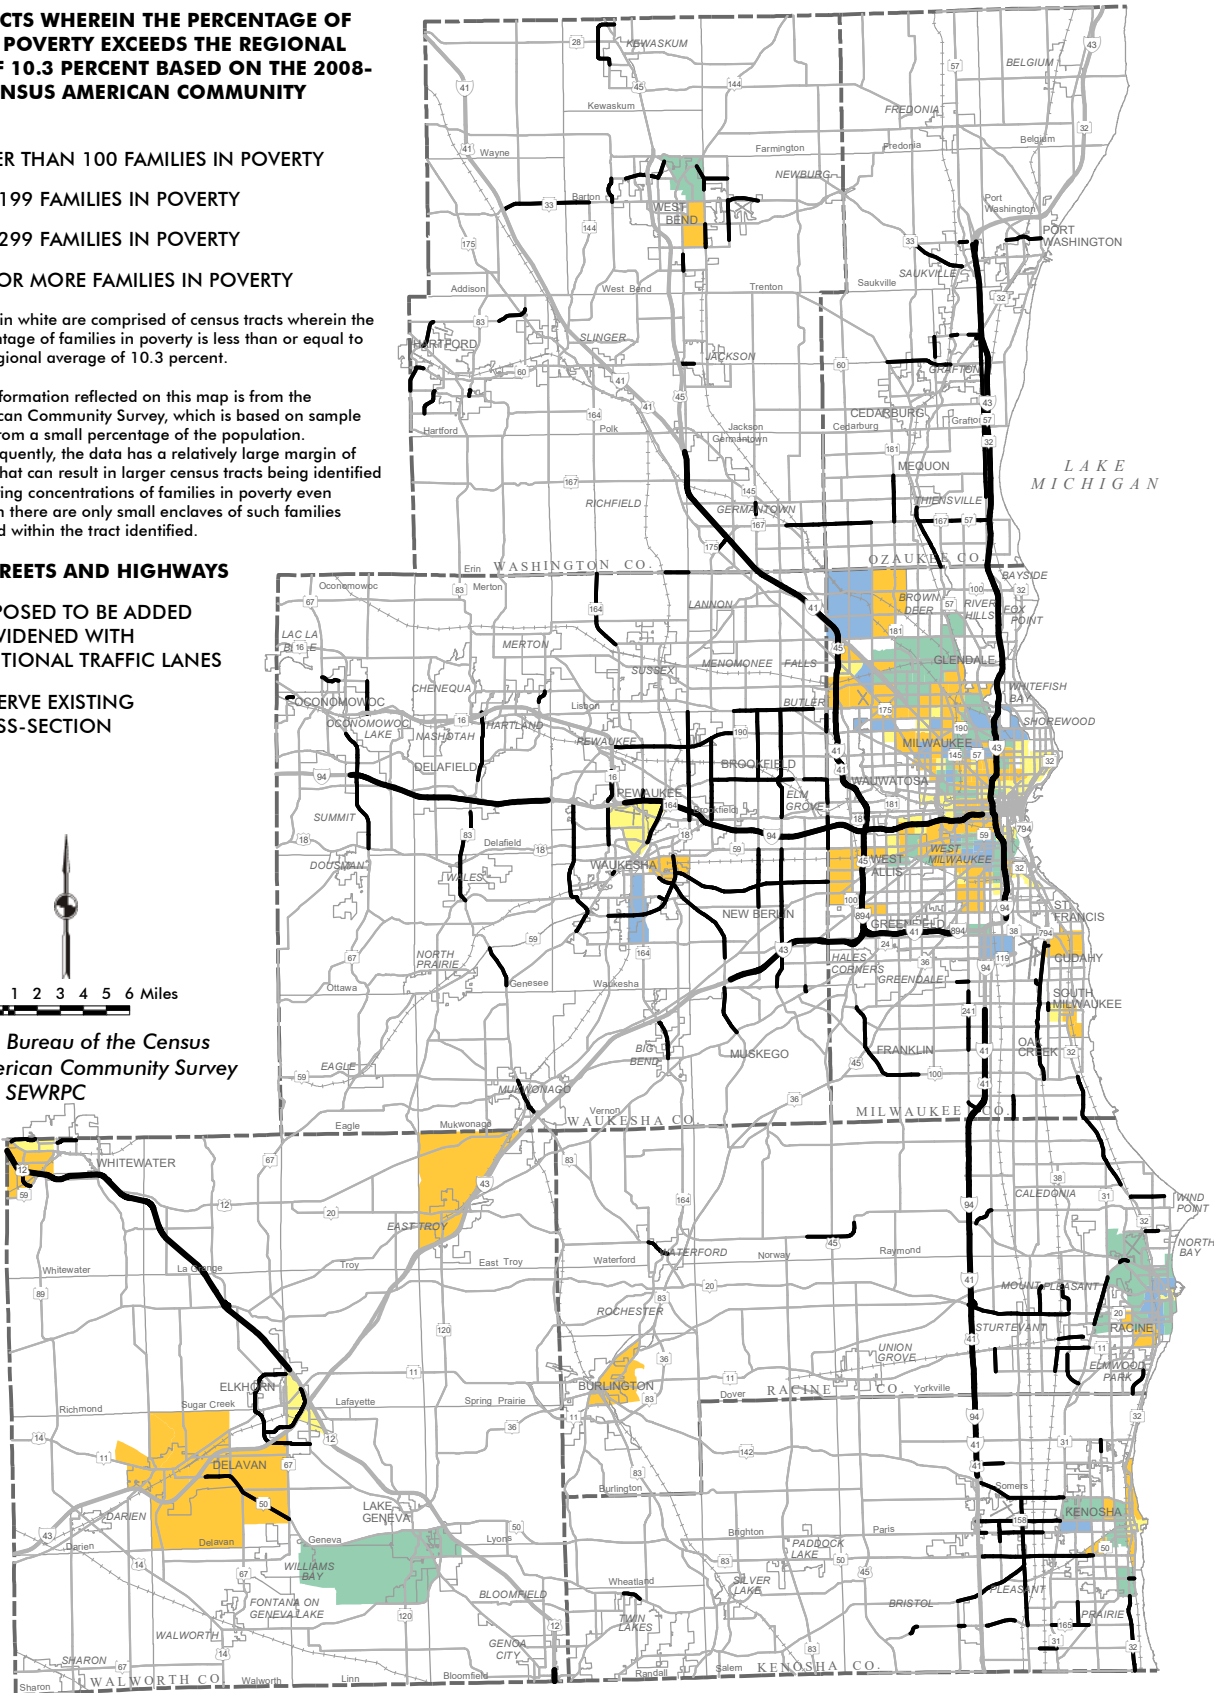 CTS WHEREIN THE PERCENTAGE OF
POVERTY EXCEEDS THE REGIONAL
F 10.3 PERCENT BASED ON THE 2008-
NSUS AMERICAN COMMUNITY
ER THAN 100 FAMILIES IN POVERTY
199 FAMILIES IN POVERTY
299 FAMILIES IN POVERTY
OR MORE FAMILIES IN POVERTY
in white are comprised of census tracts wherein the
ntage of families in poverty is less than or equal to
egional average of 10.3 percent.
formation reflected on this map is from the
can Community Survey, which is based on sample
rom a small percentage of the population.
quently, the data has a relatively large margin of
hat can result in larger census tracts being identified
ing concentrations of families in poverty even
h there are only small enclaves of such families
d within the tract identified.
REETS AND HIGHWAYS
POSED TO BE ADDED
VIDENED WITH
TIONAL TRAFFIC LANES
ERVE EXISTING
SS-SECTION
1 2 3 4 5 6 Miles
Bureau of the Census
erican Community Survey
SEWRPC
KEWASKUM
Kewaskum
BELGIUM
Belgium
FREDONIA
Fredonia
Wayne
Farmington
NEWBURG
Barton
WEST
BEND
Port
Washington
PORT
WASHINGTON
SAUKVILLE
Saukville
Addison
West Bend
Trenton
HARTFORD
SLINGER
JACKSON
GRAFTON
Grafton
CEDARBURG
Cedarburg
Hartford
Polk
Jackson
Germantown
MEQUON
LAKE
MICHIGAN
RICHFIELD
GERMANTOWN
THIENSVILLE
Erin
WASHINGTON CO.
OZAUKEE CO.
Oconomowoc
Merton
BAYSIDE
LANNON
BROWN
DEER
RIVER
HILLS
FOX
POINT
LAC LA
MERTON
SUSSEX
MENOMONEE FALLS
GLENDALE
CHENEQUA
OCONOMOWOC
Lisbon
BUTLER
WHITEFISH
BAY
OCONOMOWOC
LAKE
NASHOTAH
HARTLAND
PEWAUKEE
SHOREWOOD
MILWAUKEE
DELAFIELD
BROOKFIELD
WAUWATOSA
PEWAUKEE
Brookfield
ELM
GROVE
SUMMIT
Delafield
WEST
MILWAUKEE
DOUSMAN
WALES
WAUKESHA
WEST
ALLIS
NEW BERLIN
GREENFIELD
ST.
FRANCIS
NORTH
PRAIRIE
HALES
CORNERS
GREENDALE
CUDAHY
Ottawa
Genesee
Waukesha
SOUTH
MILWAUKEE
EAGLE
BIG
BEND
MUSKEGO
FRANKLIN
OAK
CREEK
MUKWONAGO
Vernon
Eagle
Mukwonago
WAUKESHA CO.
MILWAUKEE CO.
WHITEWATER
CALEDONIA
WIND
POINT
EAST TROY
WATERFORD
Norway
Raymond
NORTH
BAY
Whitewater
La Grange
Troy
East Troy
Waterford
ROCHESTER
MOUNT PLEASANT
STURTEVANT
RACINE
UNION
GROVE
ELMWOOD
PARK
ELKHORN
BURLINGTON
Dover
RACINE CO.
Yorkville
Richmond
Sugar Creek
Lafayette
Spring Prairie
DELAVAN
Burlington
Somers
LAKE
GENEVA
KENOSHA
DARIEN
Darien
Delavan
Geneva
Lyons
Brighton
Paris
PADDOCK
LAKE
WILLIAMS
BAY
BLOOMFIELD
Wheatland
SILVER
LAKE
BRISTOL
PLEASANT
PRAIRIE
FONTANA ON
GENEVA LAKE
WALWORTH
TWIN
LAKES
GENOA
CITY
SHARON
Sharon
WALWORTH CO.
Walworth
Linn
Bloomfield
Randall
Salem
KENOSHA CO.